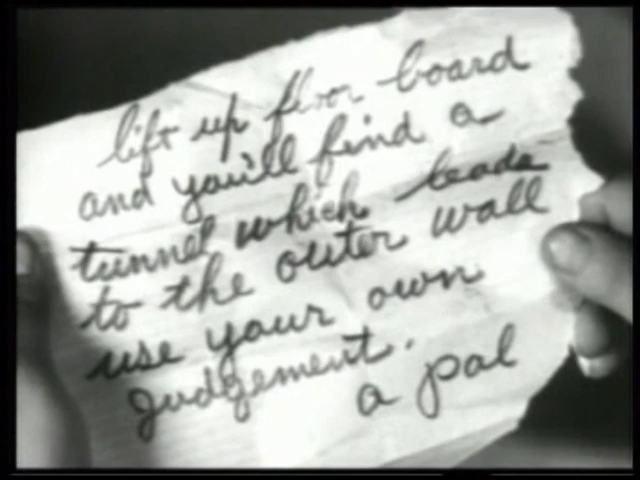 lift up floor board
and you'll find a
tunnel which leads
to the outer wall
use your own
judgement.
a pal